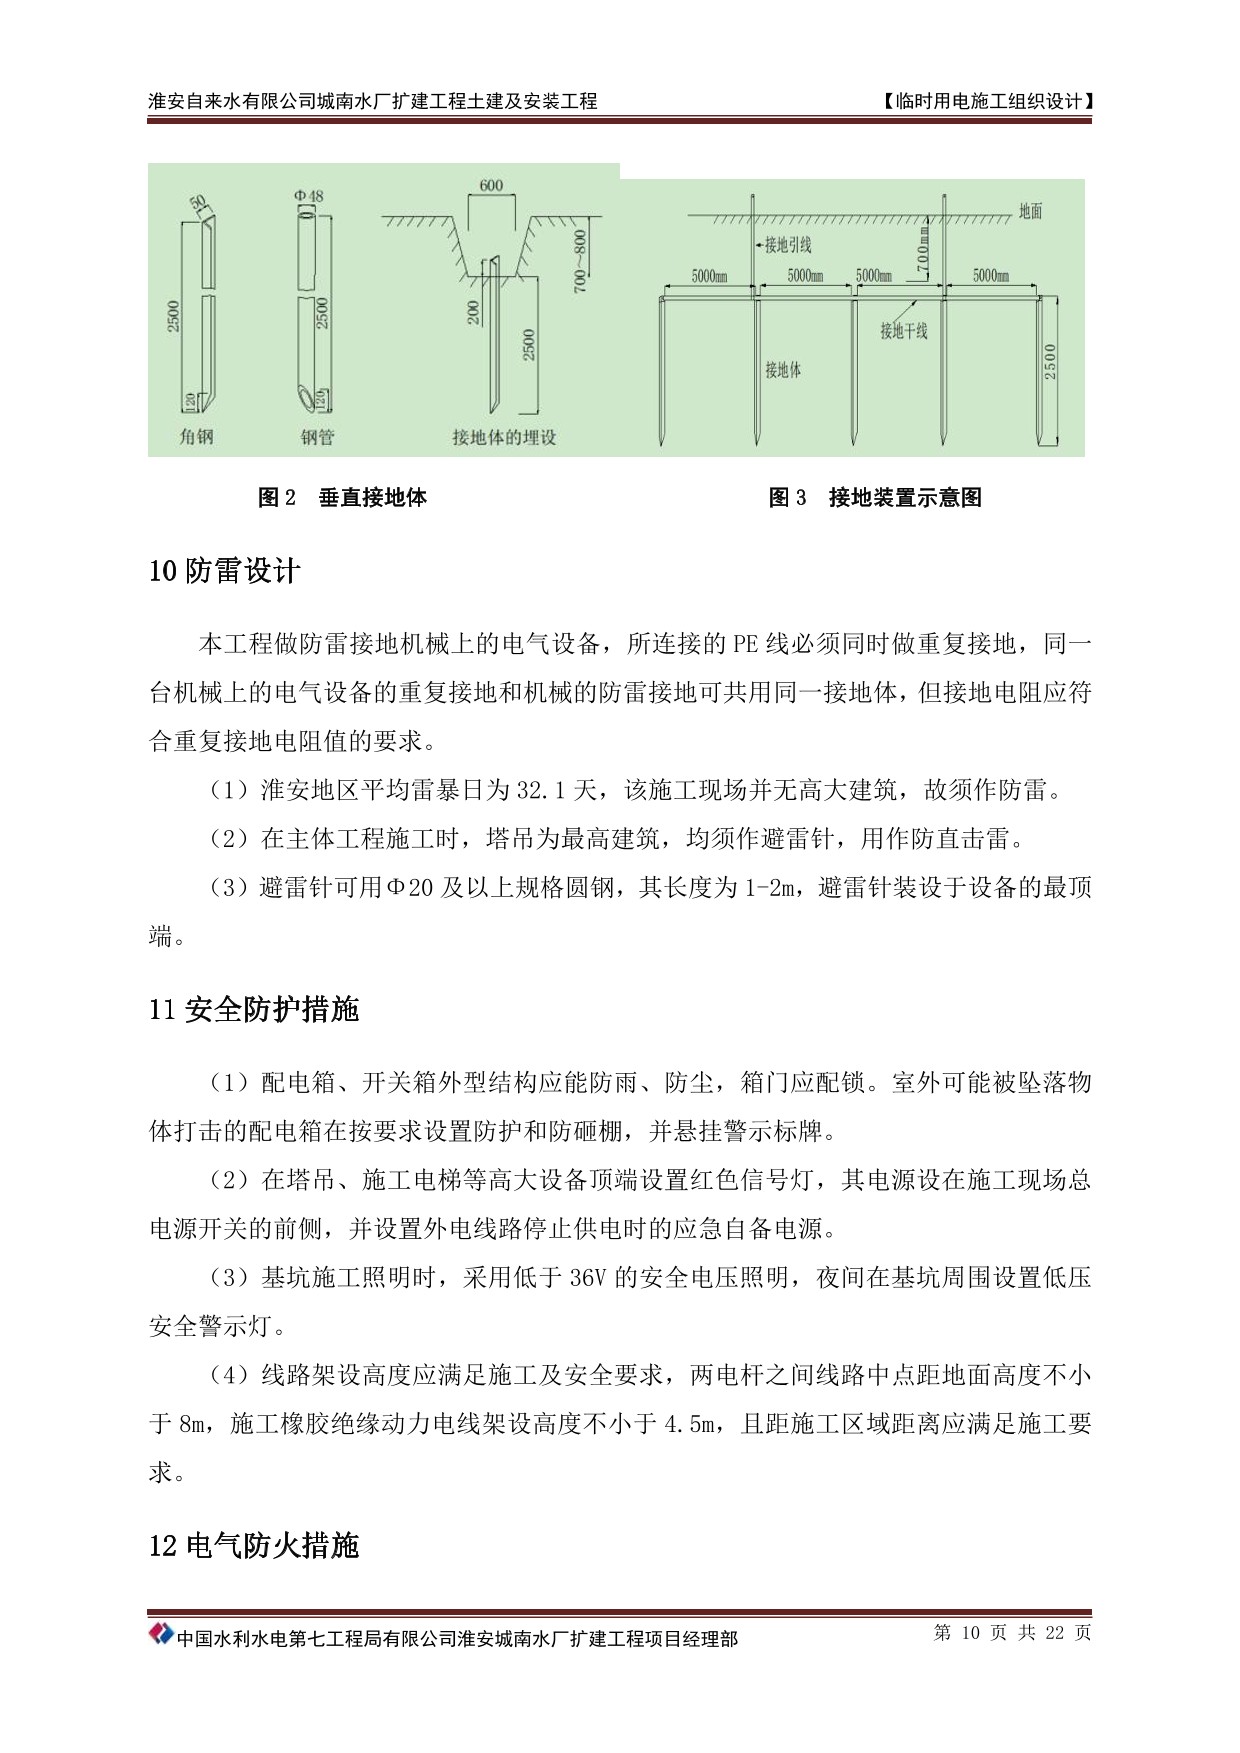 淮安自来水有限公司城南水厂扩建工程土建及安装工程 【临时用电施工组织设计】
50
Φ48
2500
2500
120
120
角钢
钢管
600
700~800
200
2500
接地体的埋设
地面
接地引线
700mm
5000mm 5000mm 5000mm 5000mm
接地干线
接地体
2500
图 2 垂直接地体
图 3 接地装置示意图
10 防雷设计
本工程做防雷接地机械上的电气设备，所连接的 PE 线必须同时做重复接地，同一
台机械上的电气设备的重复接地和机械的防雷接地可共用同一接地体，但接地电阻应符
合重复接地电阻值的要求。
（1）淮安地区平均雷暴日为 32.1 天，该施工现场并无高大建筑，故须作防雷。
（2）在主体工程施工时，塔吊为最高建筑，均须作避雷针，用作防直击雷。
（3）避雷针可用Φ20 及以上规格圆钢，其长度为 1-2m，避雷针装设于设备的最顶
端。
11 安全防护措施
（1）配电箱、开关箱外型结构应能防雨、防尘，箱门应配锁。室外可能被坠落物
体打击的配电箱在按要求设置防护和防砸棚，并悬挂警示标牌。
（2）在塔吊、施工电梯等高大设备顶端设置红色信号灯，其电源设在施工现场总
电源开关的前侧，并设置外电线路停止供电时的应急自备电源。
（3）基坑施工照明时，采用低于 36V 的安全电压照明，夜间在基坑周围设置低压
安全警示灯。
（4）线路架设高度应满足施工及安全要求，两电杆之间线路中点距地面高度不小
于 8m，施工橡胶绝缘动力电线架设高度不小于 4.5m，且距施工区域距离应满足施工要
求。
12 电气防火措施
中国水利水电第七工程局有限公司淮安城南水厂扩建工程项目经理部 第 10 页 共 22 页